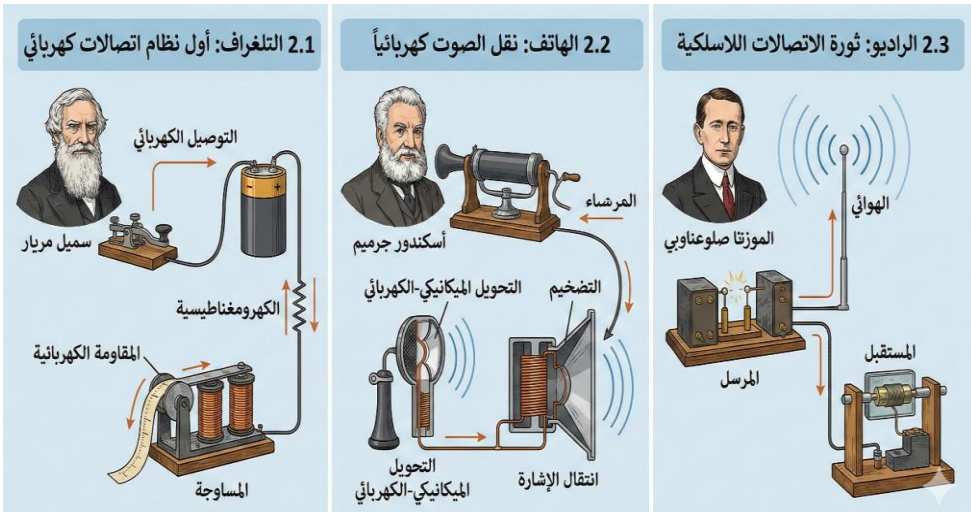 2.1 التلغراف: أول نظام اتصالات كهربائي
التوصيل الكهربائي
سميل مريار
الكهرومغناطيسية
المقاومة الكهربائية
المساوجة
2.2 الهاتف: نقل الصوت كهربائياً
المرشاء
أسكندور جرميم
التحويل الميكانيكي-الكهربائي
التضخيم
التحويل
الميكانيكي-الكهربائي
انتقال الإشارة
2.3 الراديو: ثورة الاتصالات اللاسلكية
الهوائي
الموزنتا صلوعناوبي
المرسل
المستقبل